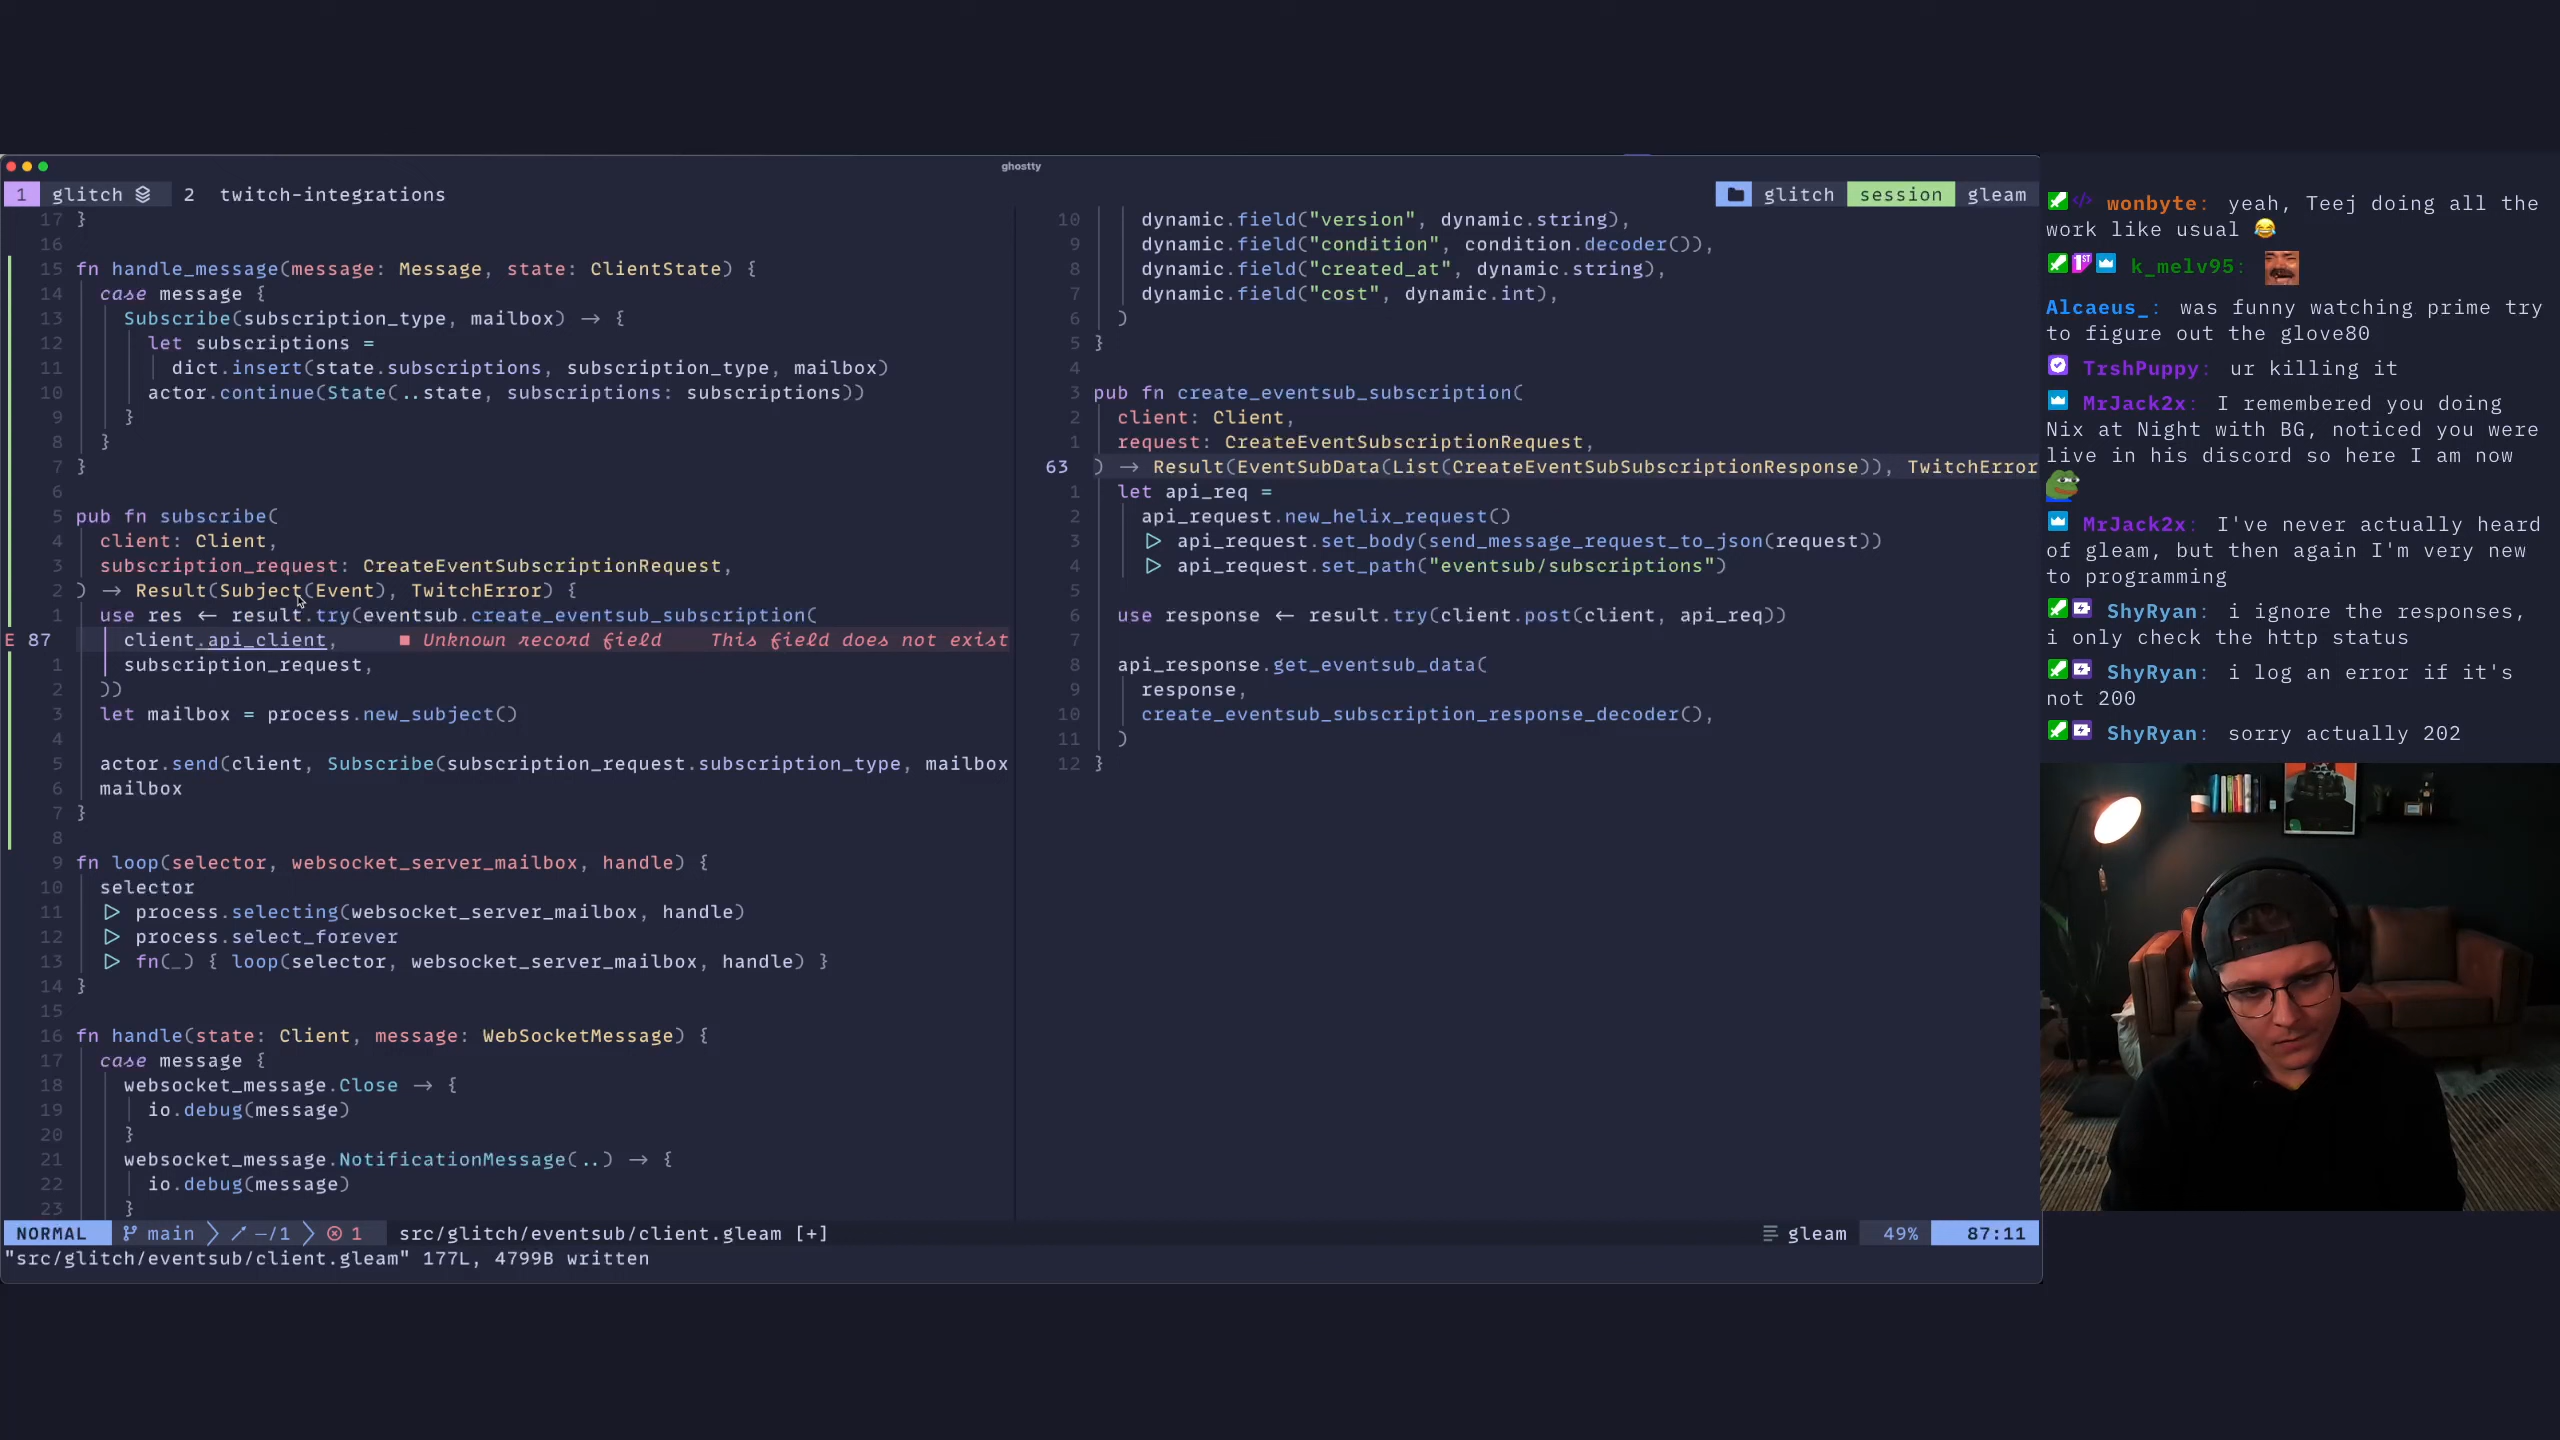 ghostty
1 glitch 2 twitch-integrations
glitch session gleam
17 }
16
15 fn handle_message(message: Message, state: ClientState) {
14 case message {
13 Subscribe(subscription_type, mailbox) -> {
12 let subscriptions =
11 dict.insert(state.subscriptions, subscription_type, mailbox)
10 actor.continue(State(..state, subscriptions: subscriptions))
9 }
8 }
7 }
6
5 pub fn subscribe(
4 client: Client,
3 subscription_request: CreateEventSubscriptionRequest,
2 ) -> Result(Subject(Event), TwitchError) {
1 use res <- result.try(eventsub.create_eventsub_subscription(
E 87 client.api_client, ■ Unknown record field This field does not exist
1 subscription_request,
2 ))
3 let mailbox = process.new_subject()
4
5 actor.send(client, Subscribe(subscription_request.subscription_type, mailbox
6 mailbox
7 }
8
9 fn loop(selector, websocket_server_mailbox, handle) {
10 selector
11 |> process.selecting(websocket_server_mailbox, handle)
12 |> process.select_forever
13 |> fn(_) { loop(selector, websocket_server_mailbox, handle) }
14 }
15
16 fn handle(state: Client, message: WebSocketMessage) {
17 case message {
18 websocket_message.Close -> {
19 io.debug(message)
20 }
21 websocket_message.NotificationMessage(..) -> {
22 io.debug(message)
23 }
10 dynamic.field("version", dynamic.string),
9 dynamic.field("condition", condition.decoder()),
8 dynamic.field("created_at", dynamic.string),
7 dynamic.field("cost", dynamic.int),
6 )
5 }
4
3 pub fn create_eventsub_subscription(
2 client: Client,
1 request: CreateEventSubscriptionRequest,
63 ) -> Result(EventSubData(List(CreateEventSubSubscriptionResponse)), TwitchError
1 let api_req =
2 api_request.new_helix_request()
3 |> api_request.set_body(send_message_request_to_json(request))
4 |> api_request.set_path("eventsub/subscriptions")
5
6 use response <- result.try(client.post(client, api_req))
7
8 api_response.get_eventsub_data(
9 response,
10 create_eventsub_subscription_response_decoder(),
11 )
12 }
NORMAL main ~/1 1 src/glitch/eventsub/client.gleam [+] gleam 49% 87:11
"src/glitch/eventsub/client.gleam" 177L, 4799B written
wonbyte: yeah, Teej doing all the
work like usual 😂
k_melv95:
Alcaeus_: was funny watching prime try
to figure out the glove80
TrshPuppy: ur killing it
MrJack2x: I remembered you doing
Nix at Night with BG, noticed you were
live in his discord so here I am now
MrJack2x: I've never actually heard
of gleam, but then again I'm very new
to programming
ShyRyan: i ignore the responses,
i only check the http status
ShyRyan: i log an error if it's
not 200
ShyRyan: sorry actually 202